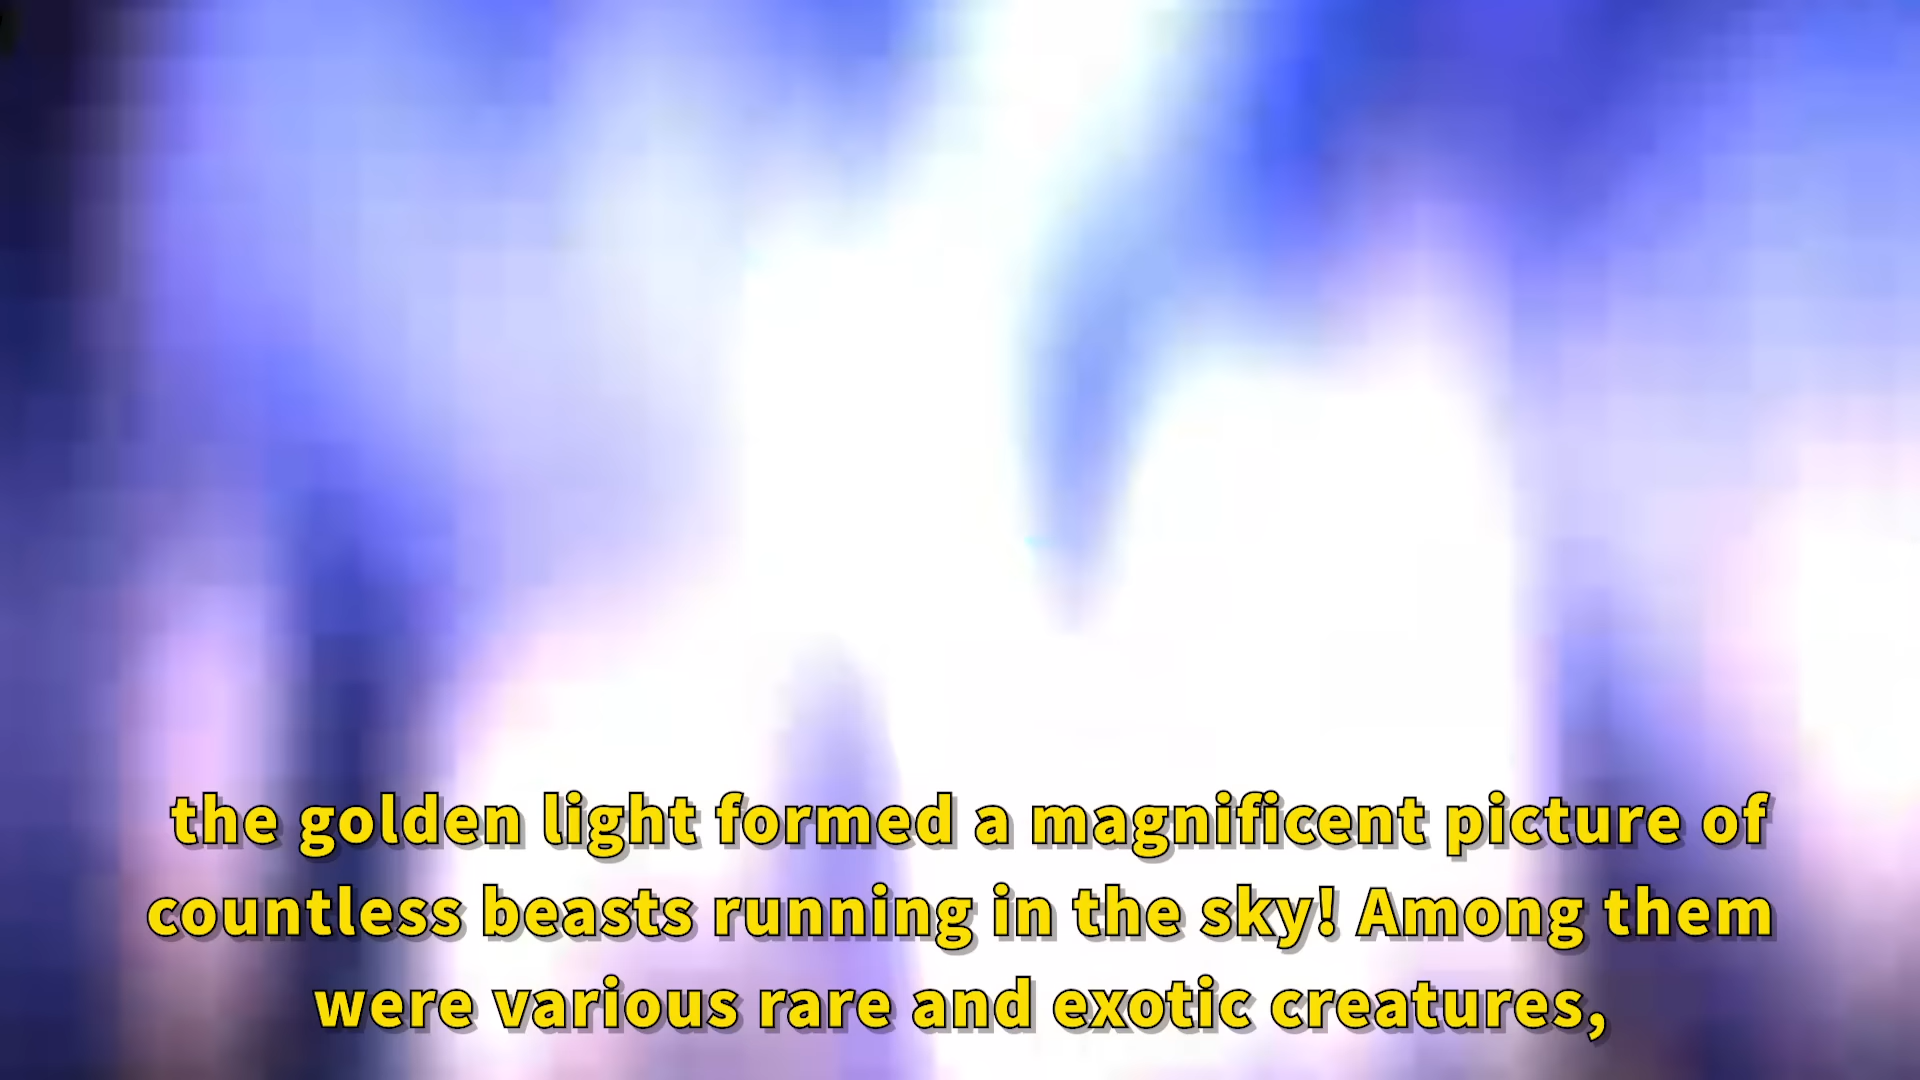 the golden light formed a magnificent picture of
countless beasts running in the sky! Among them
were various rare and exotic creatures,